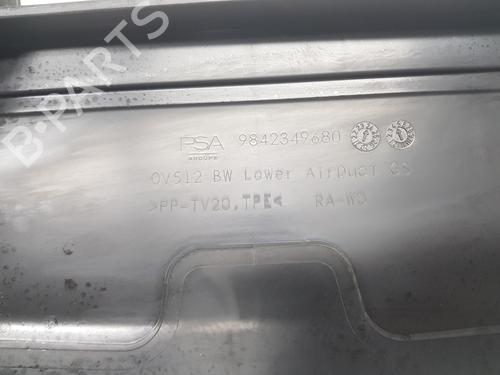 B-PARTS
PSA 9842349680
GROUPE
OV512 BW Lower AirDuct GS
>PP-TV20,TPE< RA-WD